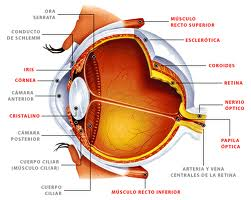 ORA
SERRATA
CONDUCTO
DE SCHLEMM
IRIS
CÓRNEA
CÁMARA
ANTERIOR
CRISTALINO
CÁMARA
POSTERIOR
CUERPO CILIAR
(MÚSCULO CILIAR)
CUERPO
CILIAR
MÚSCULO
RECTO SUPERIOR
ESCLERÓTICA
COROIDES
RETINA
NERVIO
ÓPTICO
PAPILA
ÓPTICA
ARTERIA Y VENA
CENTRALES DE LA RETINA
MÚSCULO RECTO INFERIOR